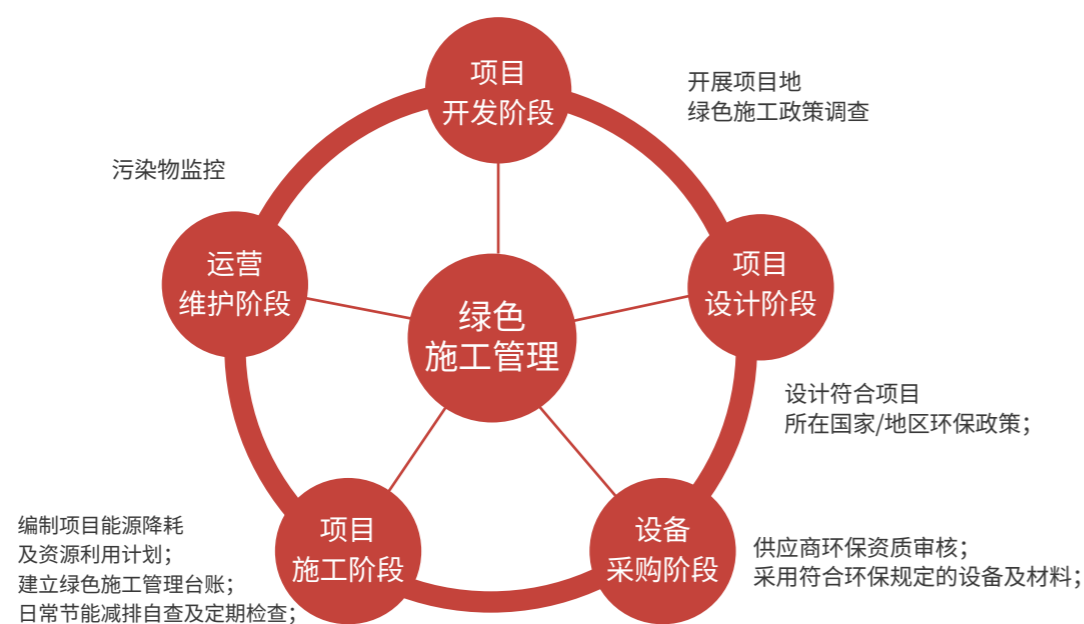 项目
开发阶段
开展项目地
绿色施工政策调查
污染物监控
运营
维护阶段
项目
设计阶段
绿色
施工管理
设计符合项目
所在国家/地区环保政策；
编制项目能源降耗
及资源利用计划；
建立绿色施工管理台账；
日常节能减排自查及定期检查；
项目
施工阶段
设备
采购阶段
供应商环保资质审核；
采用符合环保规定的设备及材料；